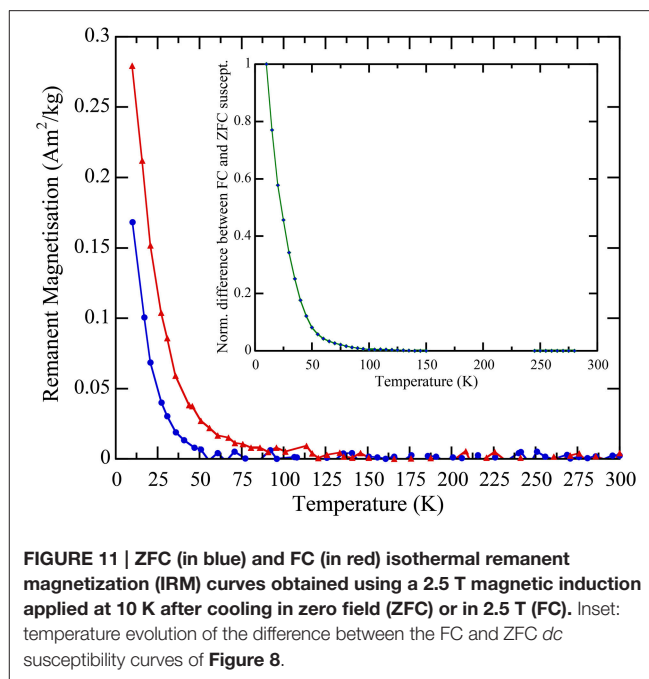 0.3
0.25
0.2
0.15
0.1
0.05
0
Remanent Magnetisation (Am²/kg)
0 25 50 75 100 125 150 175 200 225 250 275 300
Temperature (K)
1
0.8
0.6
0.4
0.2
0
Norm. difference between FC and ZFC suscept.
0 50 100 150 200 250 300
Temperature (K)
FIGURE 11 | ZFC (in blue) and FC (in red) isothermal remanent
magnetization (IRM) curves obtained using a 2.5 T magnetic induction
applied at 10 K after cooling in zero field (ZFC) or in 2.5 T (FC). Inset:
temperature evolution of the difference between the FC and ZFC dc
susceptibility curves of Figure 8.